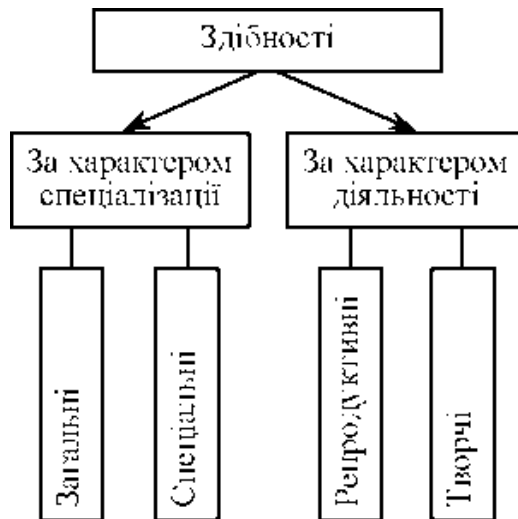 Здібності
За характером
спеціалізації
За характером
діяльності
Загальні
Спеціальні
Репродуктивні
Творчі